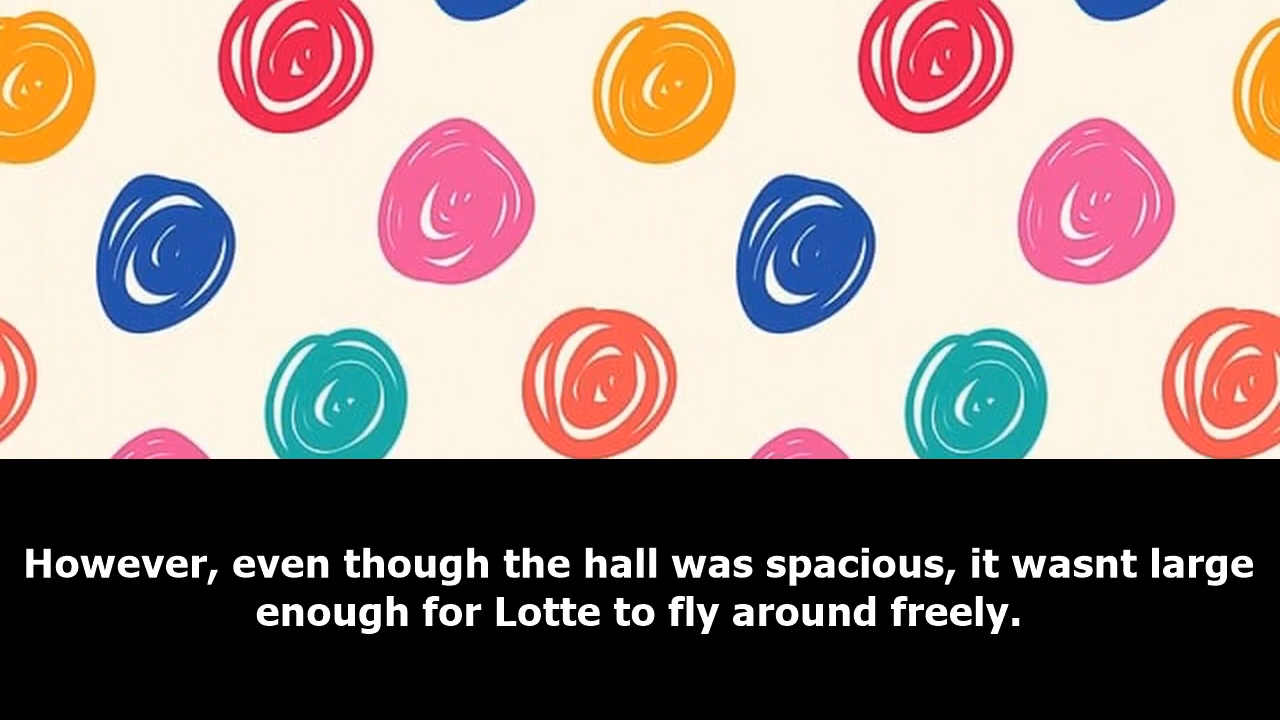 However, even though the hall was spacious, it wasnt large
enough for Lotte to fly around freely.